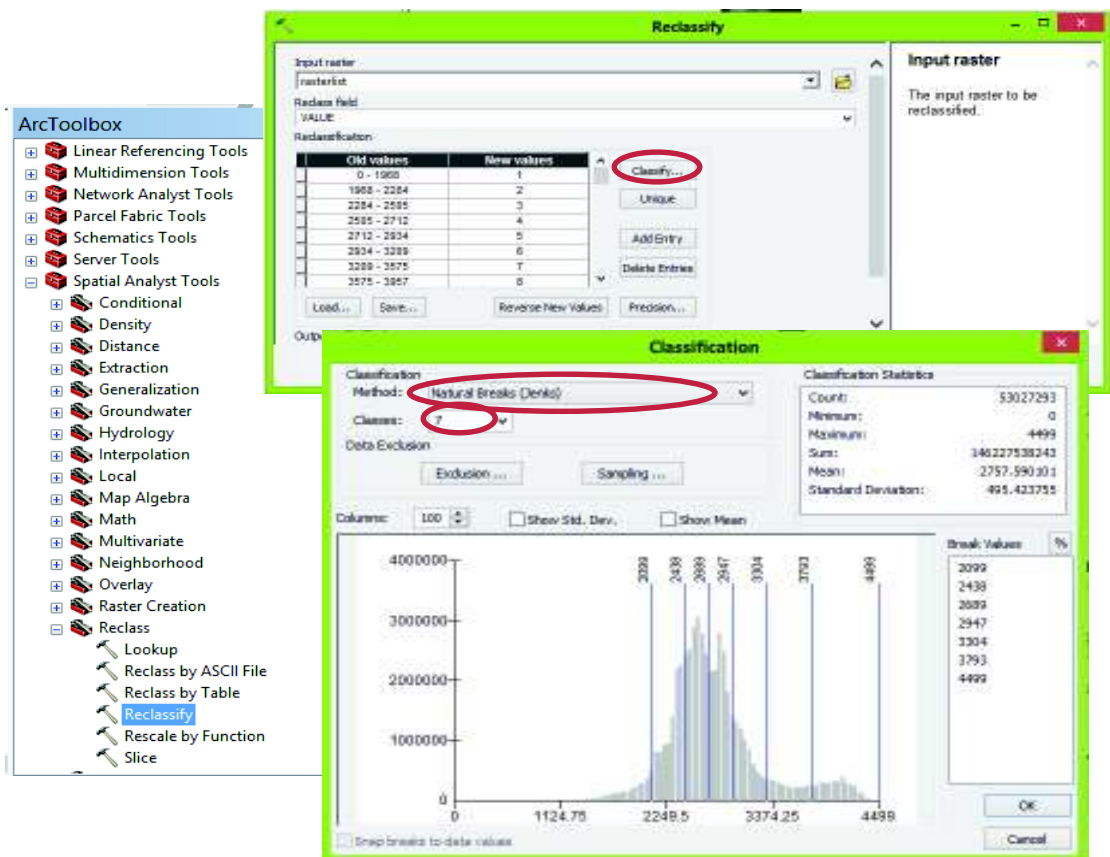 ArcToolbox
Linear Referencing Tools
Multidimension Tools
Network Analyst Tools
Parcel Fabric Tools
Schematics Tools
Server Tools
Spatial Analyst Tools
Conditional
Density
Distance
Extraction
Generalization
Groundwater
Hydrology
Interpolation
Local
Map Algebra
Math
Multivariate
Neighborhood
Overlay
Raster Creation
Reclass
Lookup
Reclass by ASCII File
Reclass by Table
Reclassify
Rescale by Function
Slice
Reclassify
Input raster
rasterlist
Reclass field
VALUE
Reclassification
Old values New values
0 - 1968 1
1968 - 2284 2
2284 - 2505 3
2505 - 2712 4
2712 - 2934 5
2934 - 3209 6
3209 - 3575 7
3575 - 3957 8
Classify...
Unique
Add Entry
Delete Entries
Load... Save... Reverse New Values Precision...
Input raster
The input raster to be
reclassified.
Classification
Classification
Method: Natural Breaks (Jenks)
Classes: 7
Data Exclusion
Exclusion ... Sampling ...
Classification Statistics
Count: 53027293
Minimum: 0
Maximum: 4499
Sum: 146227538243
Mean: 2757.590101
Standard Deviation: 495.423755
Columns: 100 Show Std. Dev. Show Mean
Break Values %
2099
2438
2689
2947
3304
3793
4499
4000000
3000000
2000000
1000000
0
2099 2438 2689 2947 3304 3793 4499
0 1124.75 2249.5 3374.25 4499
Snap breaks to data values
OK
Cancel